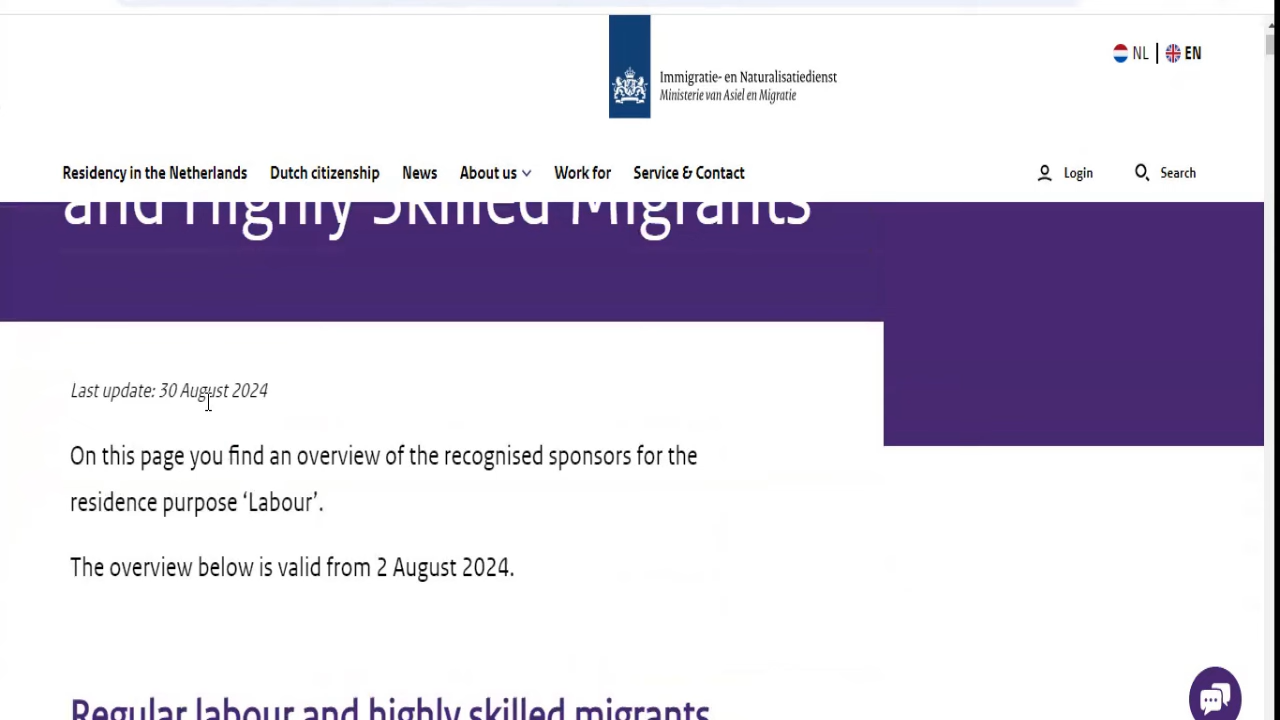 NL | EN
Immigratie- en Naturalisatiedienst
Ministerie van Asiel en Migratie
Residency in the Netherlands Dutch citizenship News About us Work for Service & Contact Login Search
and Highly Skilled Migrants
Last update: 30 August 2024
On this page you find an overview of the recognised sponsors for the
residence purpose ‘Labour’.
The overview below is valid from 2 August 2024.
Regular labour and highly skilled migrants